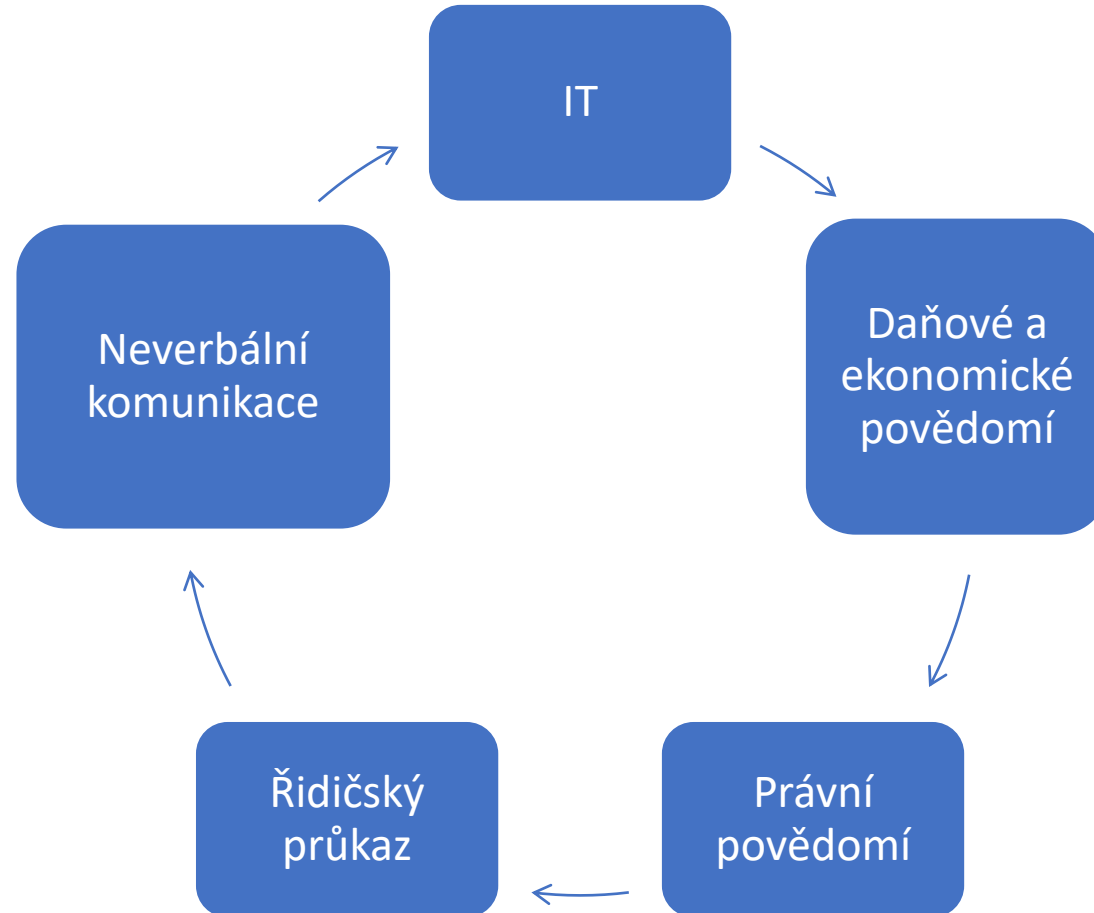 IT
Daňové a
ekonomické
povědomí
Právní
povědomí
Řidičský
průkaz
Neverbální
komunikace